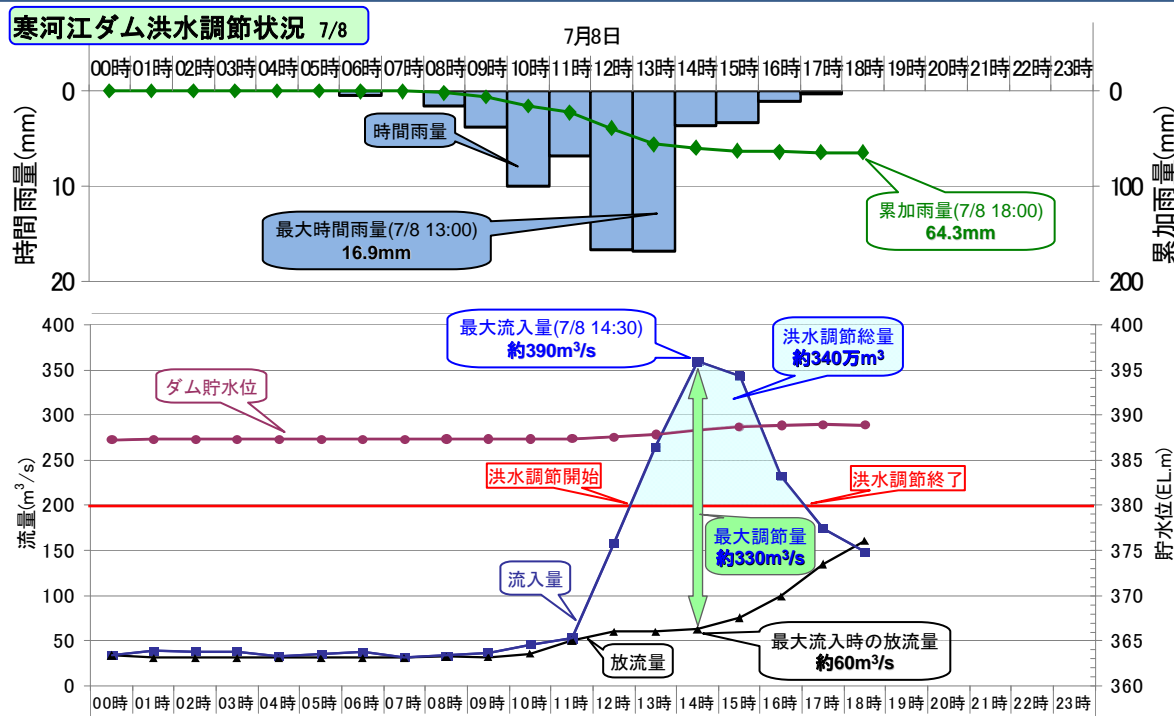 寒河江ダム洪水調節状況 7/8
7月8日
00時 01時 02時 03時 04時 05時 06時 07時 08時 09時 10時 11時 12時 13時 14時 15時 16時 17時 18時 19時 20時 21時 22時 23時
時間雨量(mm)
0
10
20
累加雨量(mm)
0
100
200
時間雨量
最大時間雨量(7/8 13:00)
16.9mm
累加雨量(7/8 18:00)
64.3mm
流量(m³/s)
400
350
300
250
200
150
100
50
0
貯水位(EL.m)
400
395
390
385
380
375
370
365
360
最大流入量(7/8 14:30)
約390m³/s
洪水調節総量
約340万m³
ダム貯水位
洪水調節開始
洪水調節終了
最大調節量
約330m³/s
流入量
放流量
最大流入時の放流量
約60m³/s
00時 01時 02時 03時 04時 05時 06時 07時 08時 09時 10時 11時 12時 13時 14時 15時 16時 17時 18時 19時 20時 21時 22時 23時